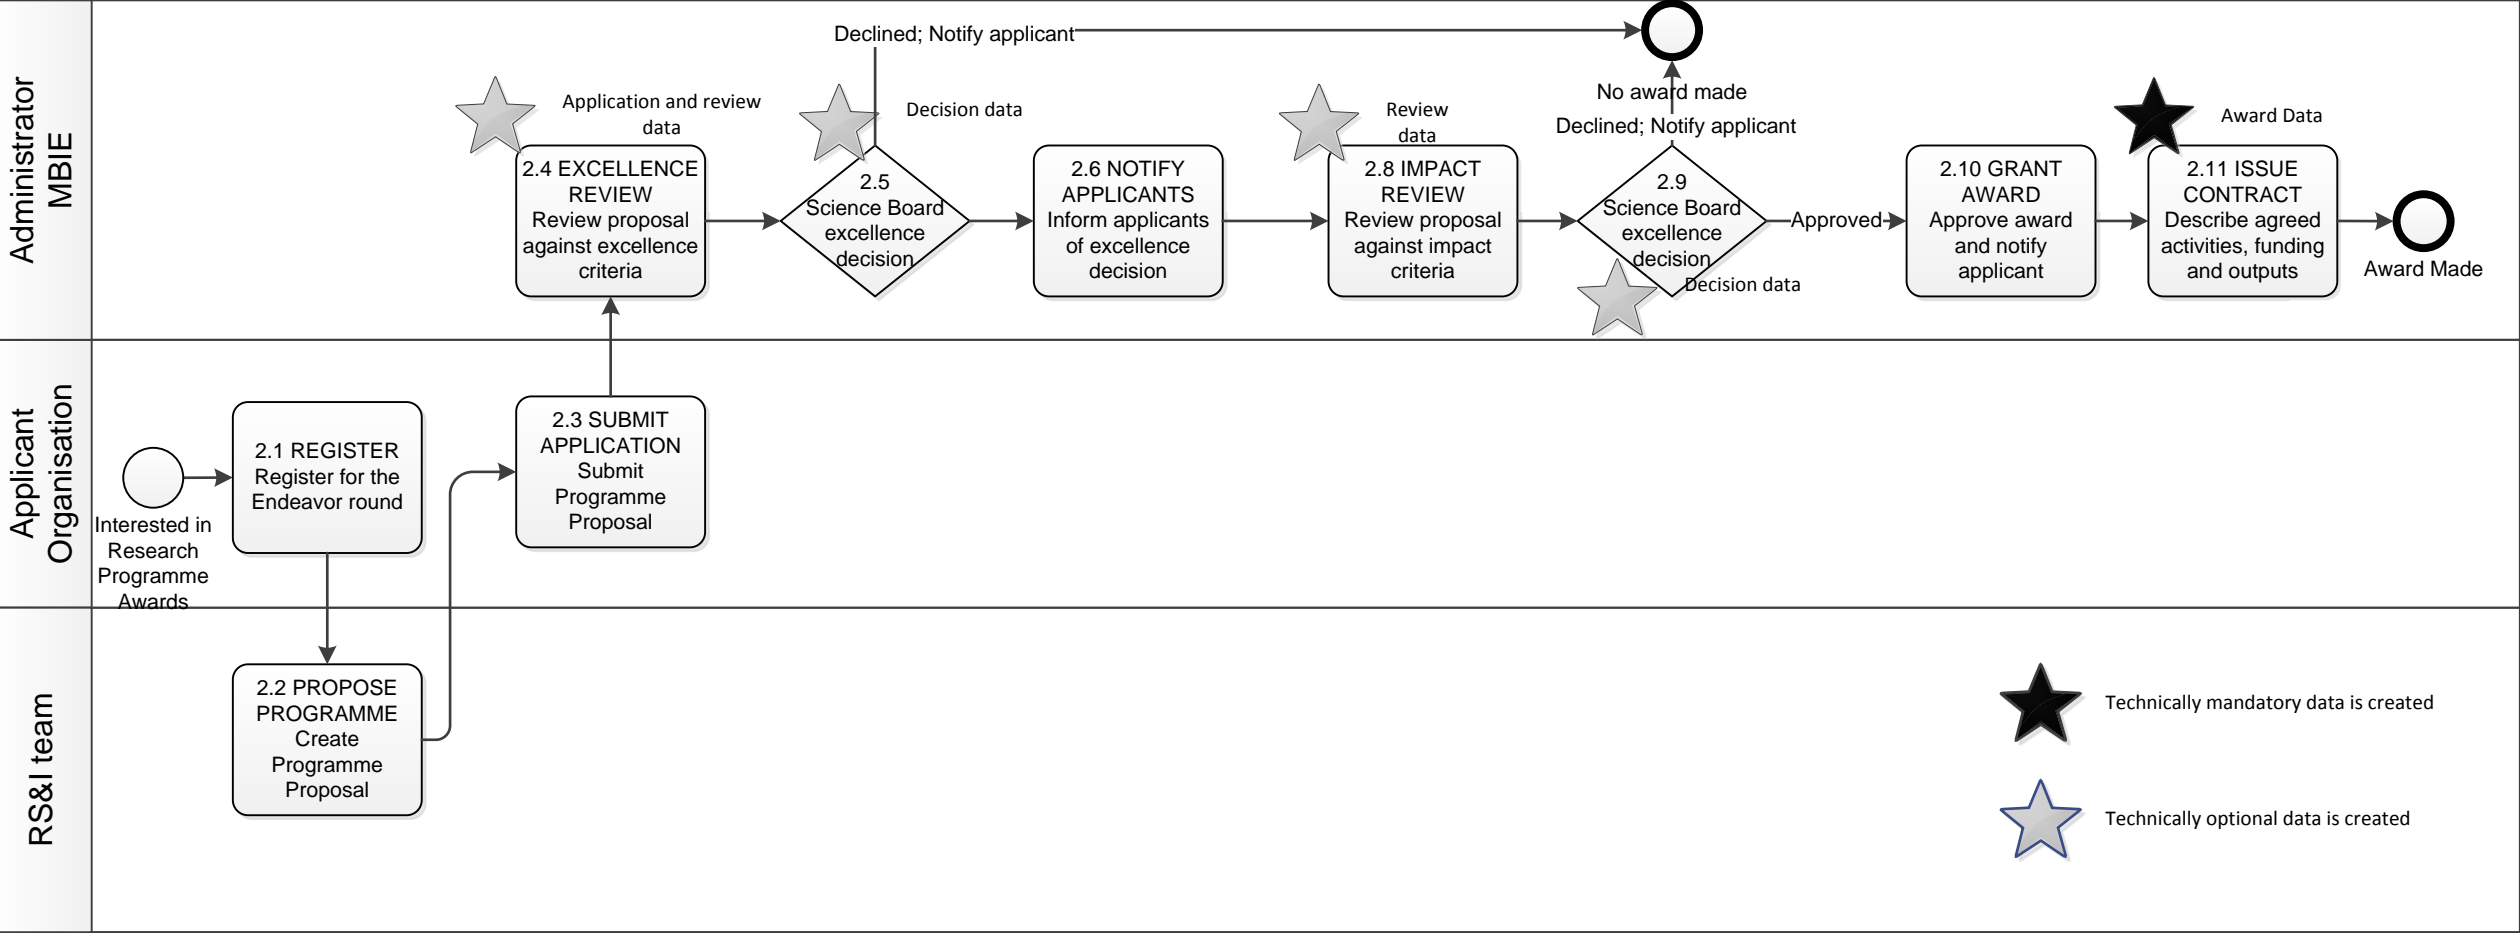 Administrator
MBIE
Declined; Notify applicant
Application and review
data
Decision data
2.4 EXCELLENCE
REVIEW
Review proposal
against excellence
criteria
2.5
Science Board
excellence
decision
2.6 NOTIFY
APPLICANTS
Inform applicants
of excellence
decision
Review
data
2.8 IMPACT
REVIEW
Review proposal
against impact
criteria
No award made
Declined; Notify applicant
2.9
Science Board
excellence
decision
Decision data
Approved
2.10 GRANT
AWARD
Approve award
and notify
applicant
Award Data
2.11 ISSUE
CONTRACT
Describe agreed
activities, funding
and outputs
Award Made
Applicant
Organisation
Interested in
Research
Programme
Awards
2.1 REGISTER
Register for the
Endeavor round
2.3 SUBMIT
APPLICATION
Submit
Programme
Proposal
RS&I team
2.2 PROPOSE
PROGRAMME
Create
Programme
Proposal
Technically mandatory data is created
Technically optional data is created